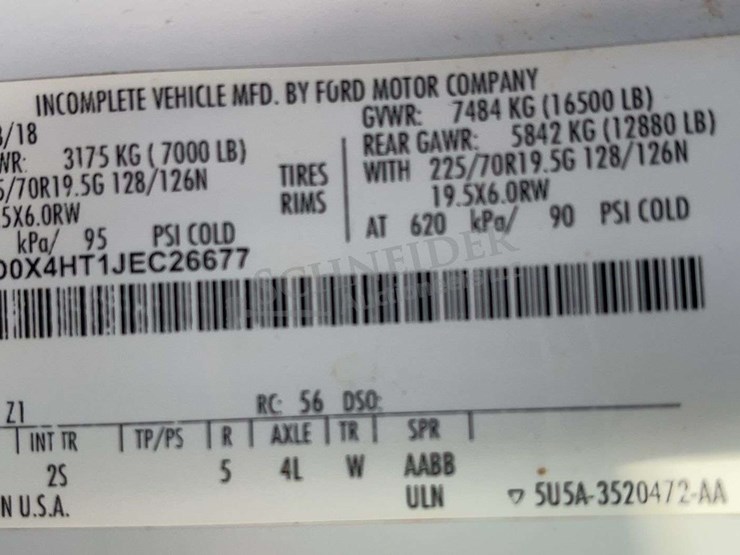 INCOMPLETE VEHICLE MFD. BY FORD MOTOR COMPANY
/18 GVWR: 7484 KG (16500 LB)
WR: 3175 KG ( 7000 LB) REAR GAWR: 5842 KG (12880 LB)
5/70R19.5G 128/126N TIRES WITH 225/70R19.5G 128/126N
5X6.0RW RIMS 19.5X6.0RW
kPa/ 95 PSI COLD AT 620 kPa/ 90 PSI COLD
0X4HT1JEC26677
SCHNEIDER
Z1 RC: 56 DSO:
INT TR TP/PS R AXLE TR SPR
2S 5 4L W AABB
N U.S.A. ULN ▽ 5U5A-3520472-AA